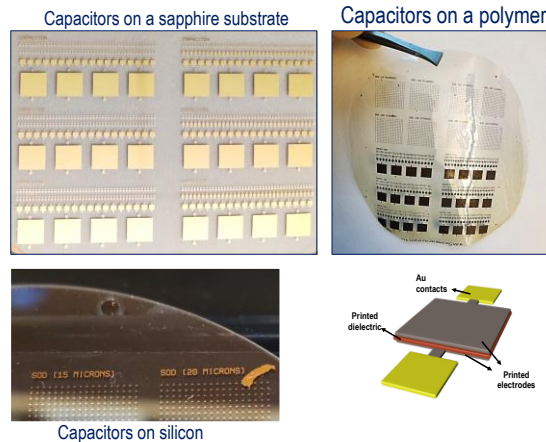 Capacitors on a sapphire substrate
Capacitors on a polymer
SOD (15 MICRONS)
SOD (20 MICRONS)
Capacitors on silicon
Au
contacts
Printed
dielectric
Printed
electrodes